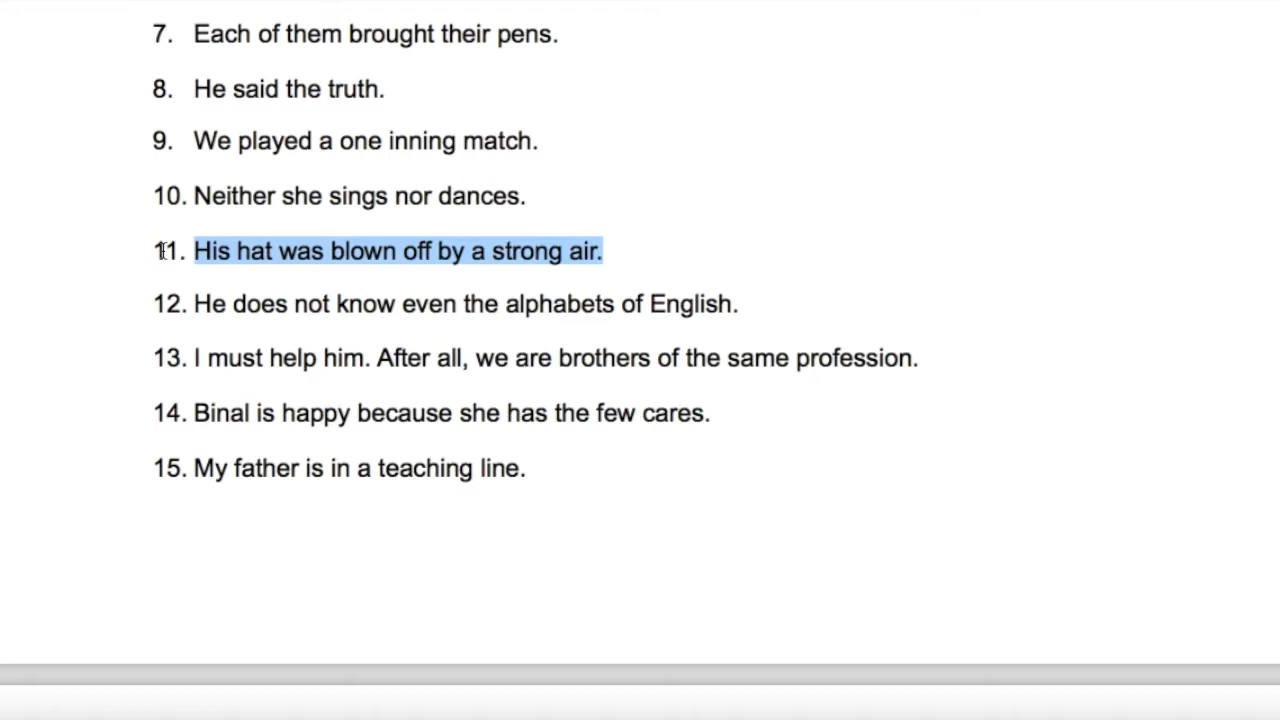 7. Each of them brought their pens.
8. He said the truth.
9. We played a one inning match.
10. Neither she sings nor dances.
11. His hat was blown off by a strong air.
12. He does not know even the alphabets of English.
13. I must help him. After all, we are brothers of the same profession.
14. Binal is happy because she has the few cares.
15. My father is in a teaching line.